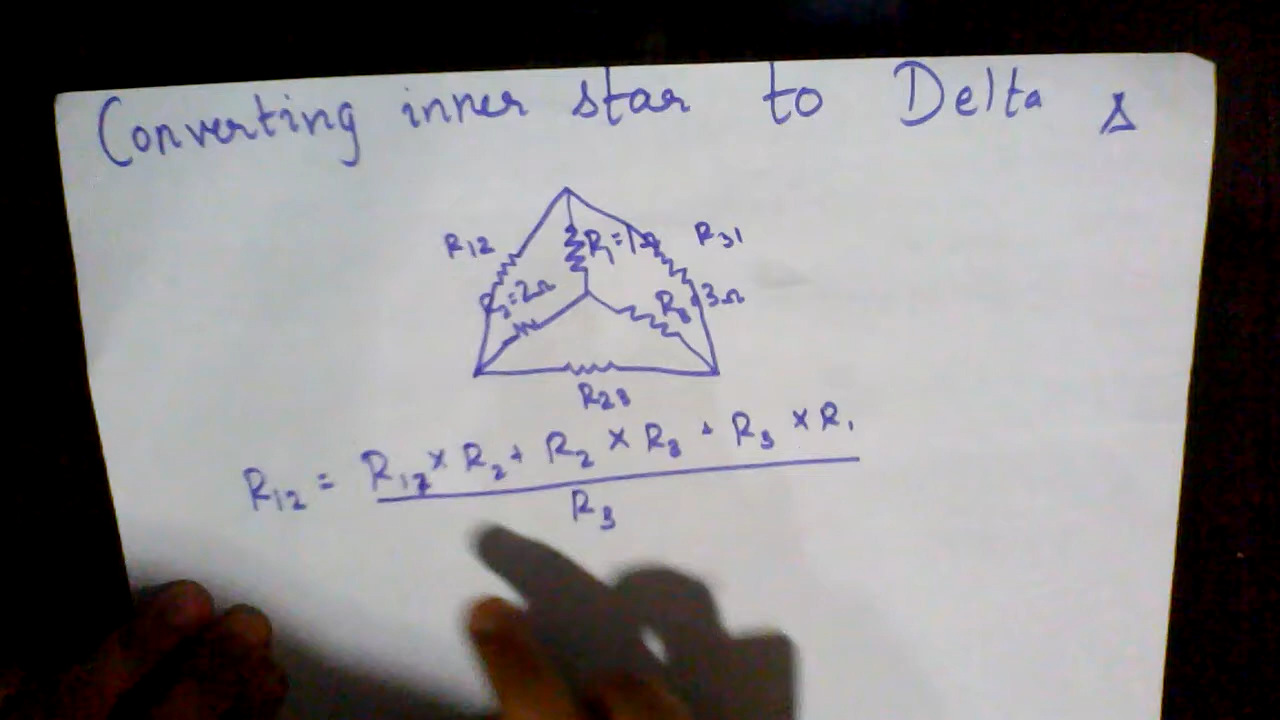 Converting inner star to Delta Δ
R12
R1=1Ω
R31
R2=2Ω
R3=3Ω
R23
R12 = R12 × R2 + R2 × R3 + R3 × R1
R3